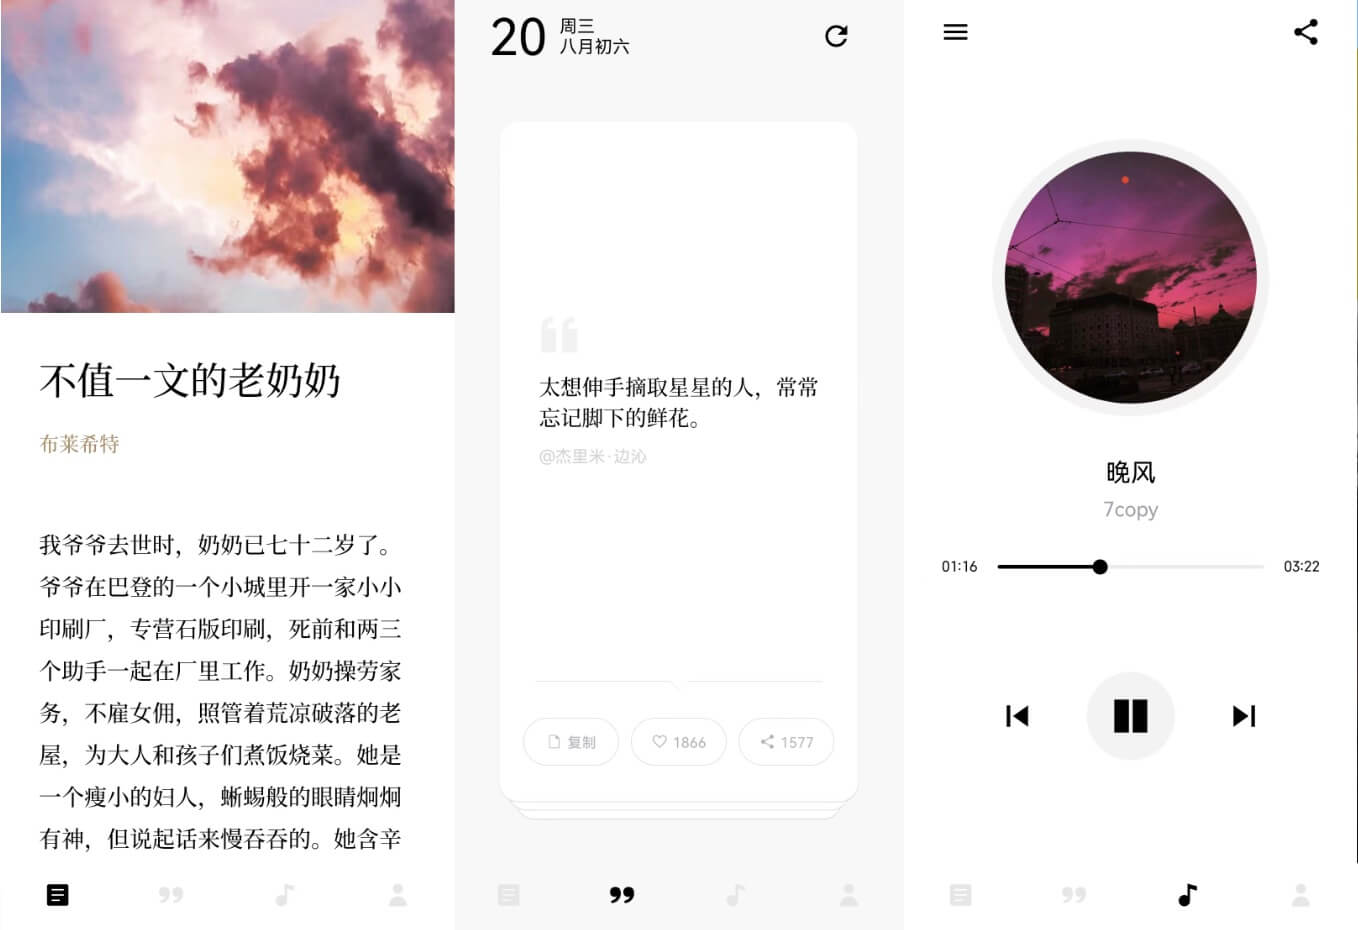 不值一文的老奶奶
布莱希特
我爷爷去世时，奶奶已七十二岁了。
爷爷在巴登的一个小城里开一家小小
印刷厂，专营石版印刷，死前和两三
个助手一起在厂里工作。奶奶操劳家
务，不雇女佣，照管着荒凉破落的老
屋，为大人和孩子们煮饭烧菜。她是
一个瘦小的妇人，蜥蜴般的眼睛炯炯
有神，但说起话来慢吞吞的。她含辛
20
周三
八月初六
太想伸手摘取星星的人，常常
忘记脚下的鲜花。
@杰里米·边沁
复制
1866
1577
晚风
7copy
01:16
03:22